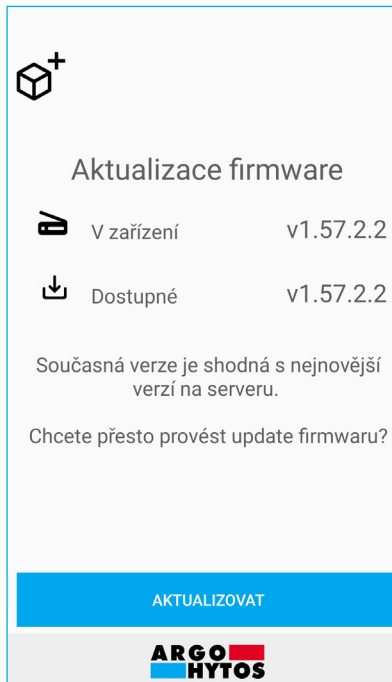 Aktualizace firmware
V zařízení v1.57.2.2
Dostupné v1.57.2.2
Současná verze je shodná s nejnovější
verzí na serveru.
Chcete přesto provést update firmwaru?
AKTUALIZOVAT
ARGO
HYTOS